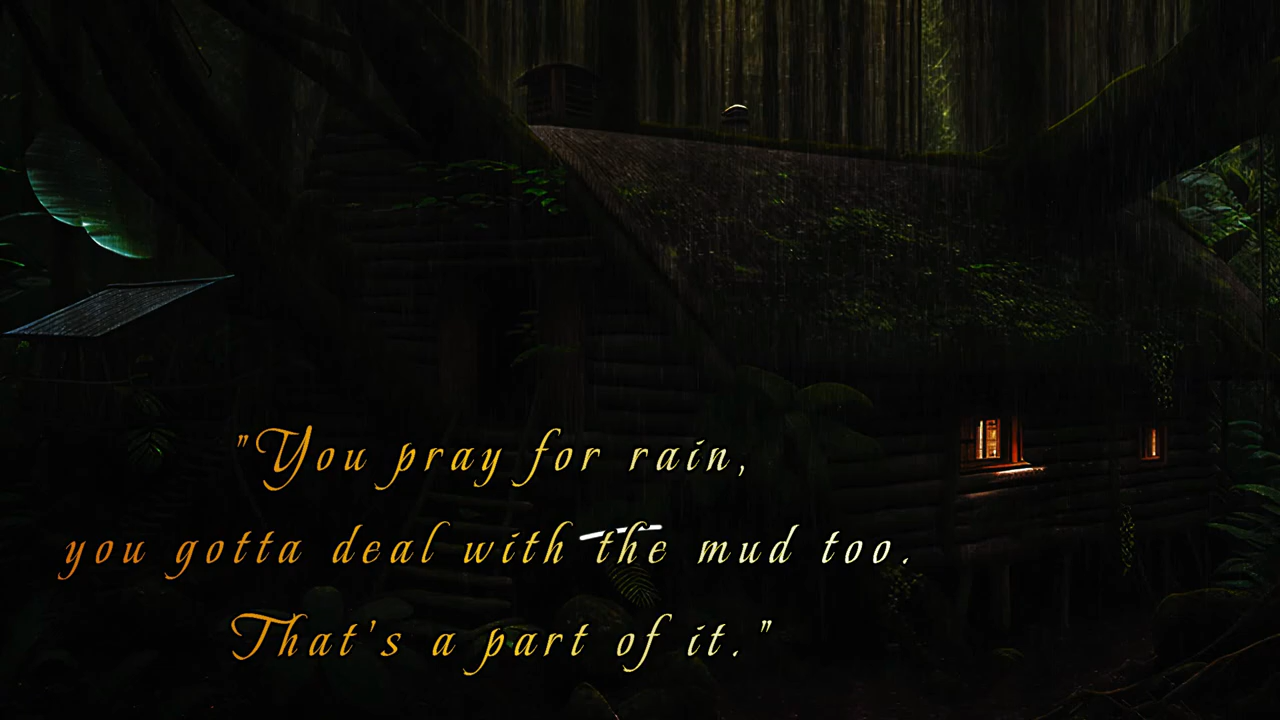 "You pray for rain,
you gotta deal with the mud too.
That's a part of it."